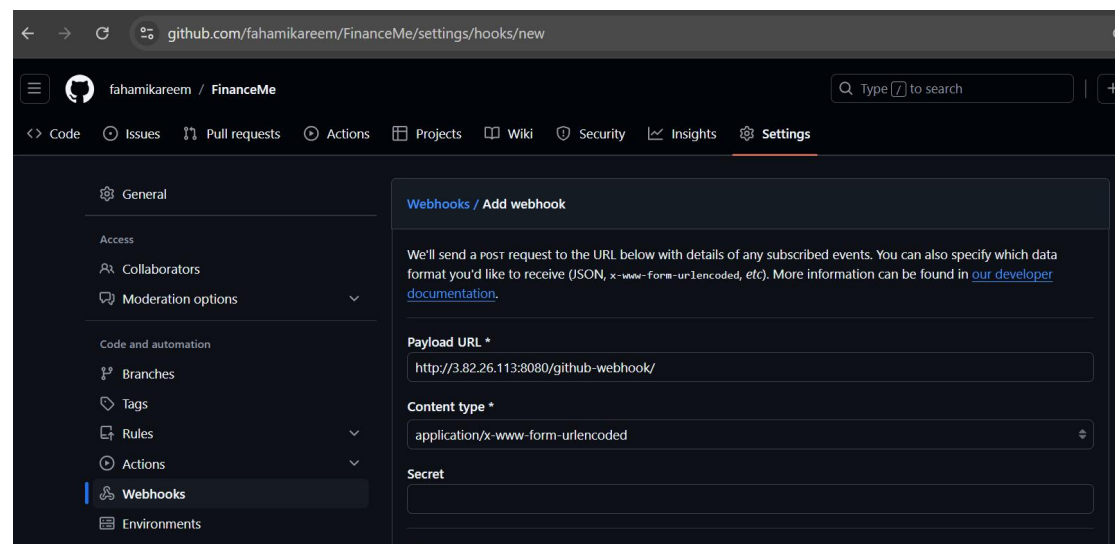 github.com/fahamikareem/FinanceMe/settings/hooks/new
fahamikareem / FinanceMe
Type / to search
<> Code Issues Pull requests Actions Projects Wiki Security Insights Settings
General
Access
Collaborators
Moderation options
Code and automation
Branches
Tags
Rules
Actions
Webhooks
Environments
Webhooks / Add webhook
We'll send a POST request to the URL below with details of any subscribed events. You can also specify which data
format you'd like to receive (JSON, x-www-form-urlencoded, etc). More information can be found in our developer
documentation.
Payload URL *
http://3.82.26.113:8080/github-webhook/
Content type *
application/x-www-form-urlencoded
Secret